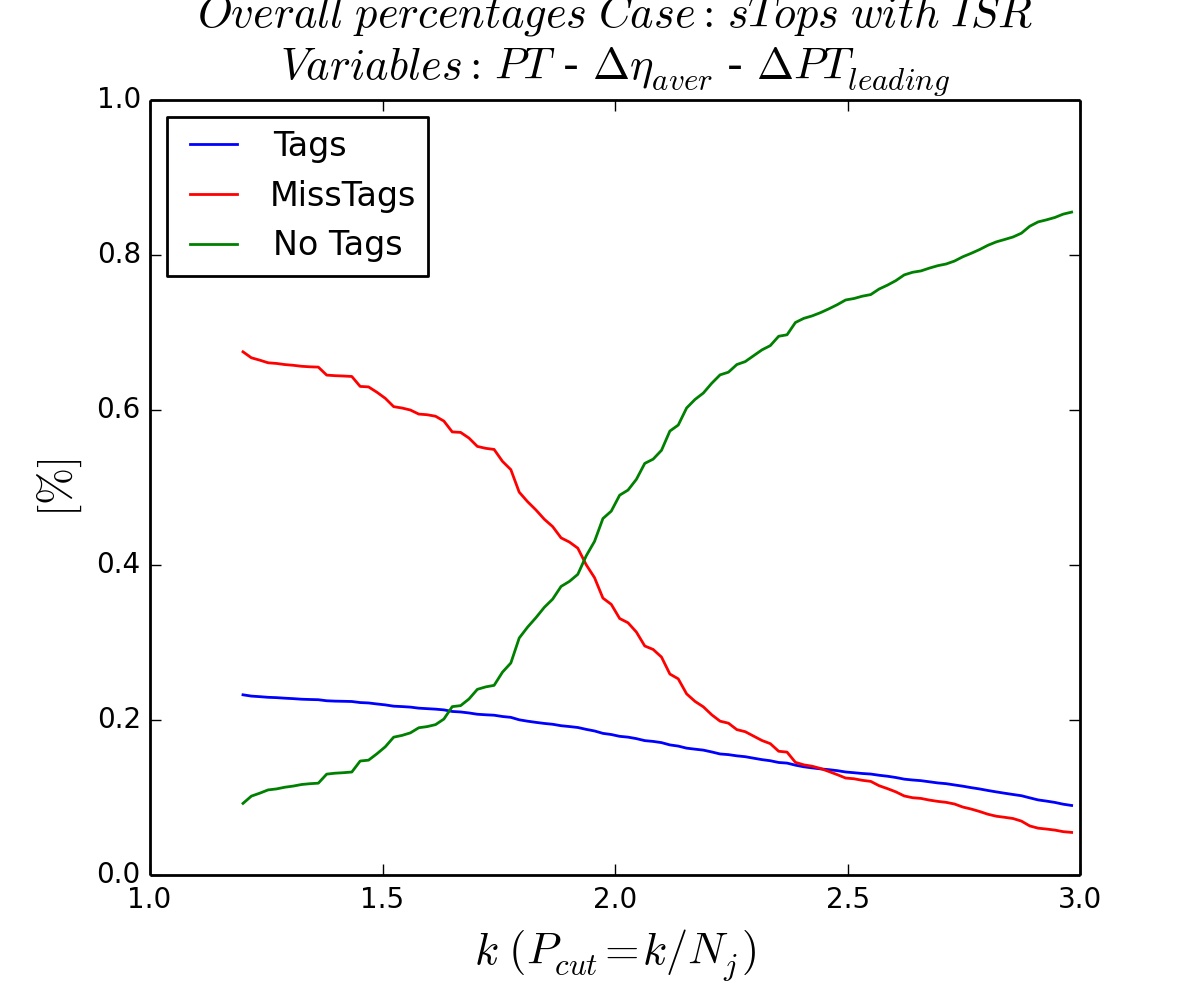 Overall percentages Case: sTops with ISR
Variables: PT - Δη_aver - ΔPT_leading
1.0
Tags
MissTags
No Tags
0.8
0.6
[%]
0.4
0.2
0.0
1.0 1.5 2.0 2.5 3.0
k (P_cut = k/N_j)